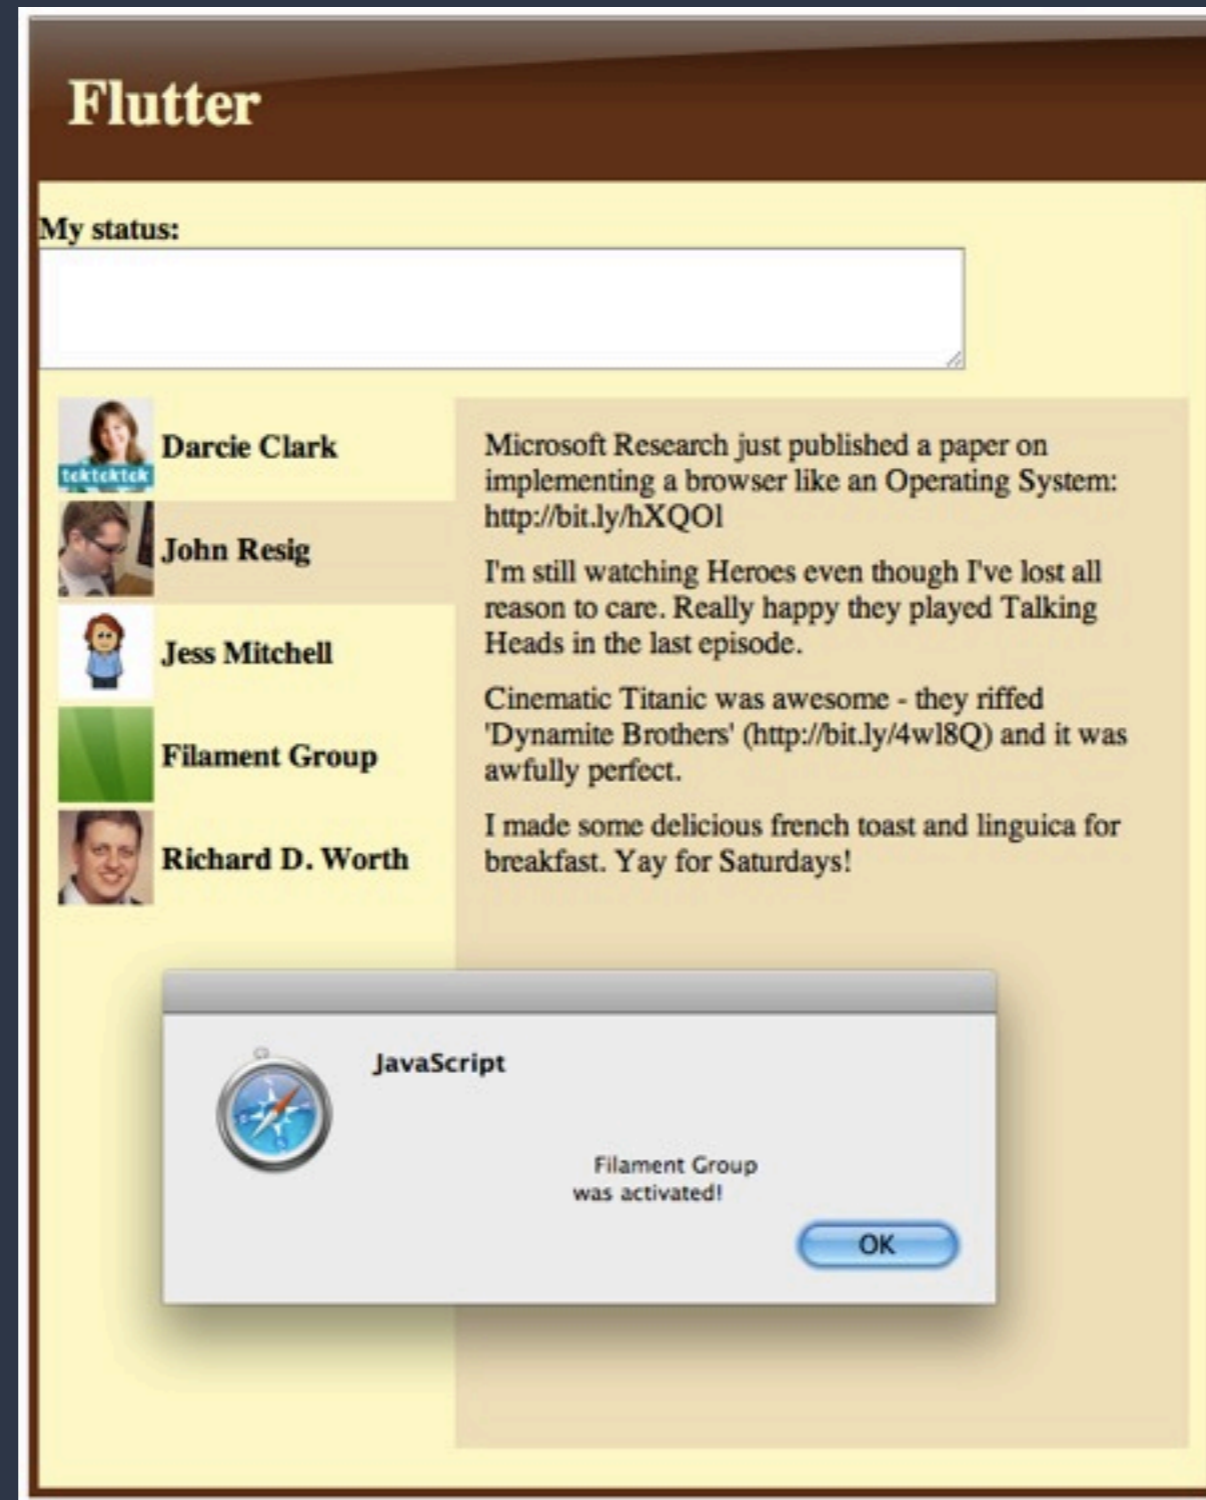 Flutter
My status:
tektektek
Darcie Clark
John Resig
Jess Mitchell
Filament Group
Richard D. Worth
Microsoft Research just published a paper on
implementing a browser like an Operating System:
http://bit.ly/hXQOl
I'm still watching Heroes even though I've lost all
reason to care. Really happy they played Talking
Heads in the last episode.
Cinematic Titanic was awesome - they riffed
'Dynamite Brothers' (http://bit.ly/4wl8Q) and it was
awfully perfect.
I made some delicious french toast and linguica for
breakfast. Yay for Saturdays!
JavaScript
Filament Group
was activated!
OK